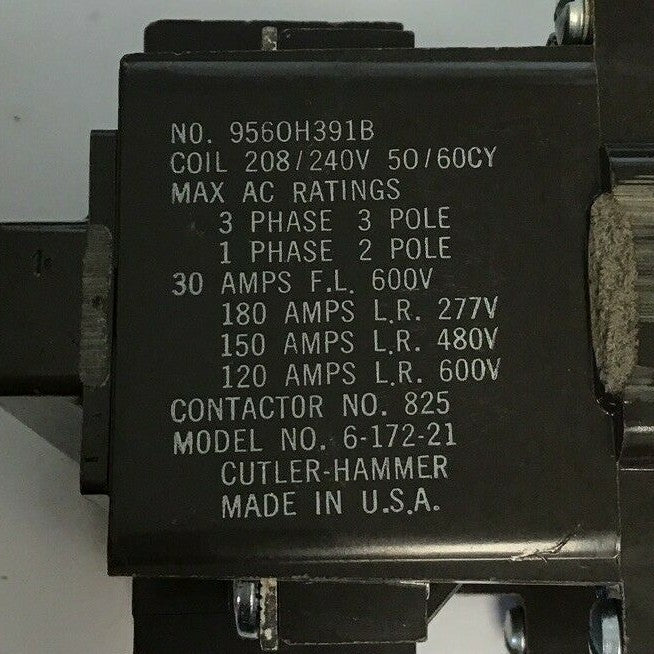 NO. 9560H391B
COIL 208/240V 50/60CY
MAX AC RATINGS
3 PHASE 3 POLE
1 PHASE 2 POLE
30 AMPS F.L. 600V
180 AMPS L.R. 277V
150 AMPS L.R. 480V
120 AMPS L.R. 600V
CONTACTOR NO. 825
MODEL NO. 6-172-21
CUTLER-HAMMER
MADE IN U.S.A.